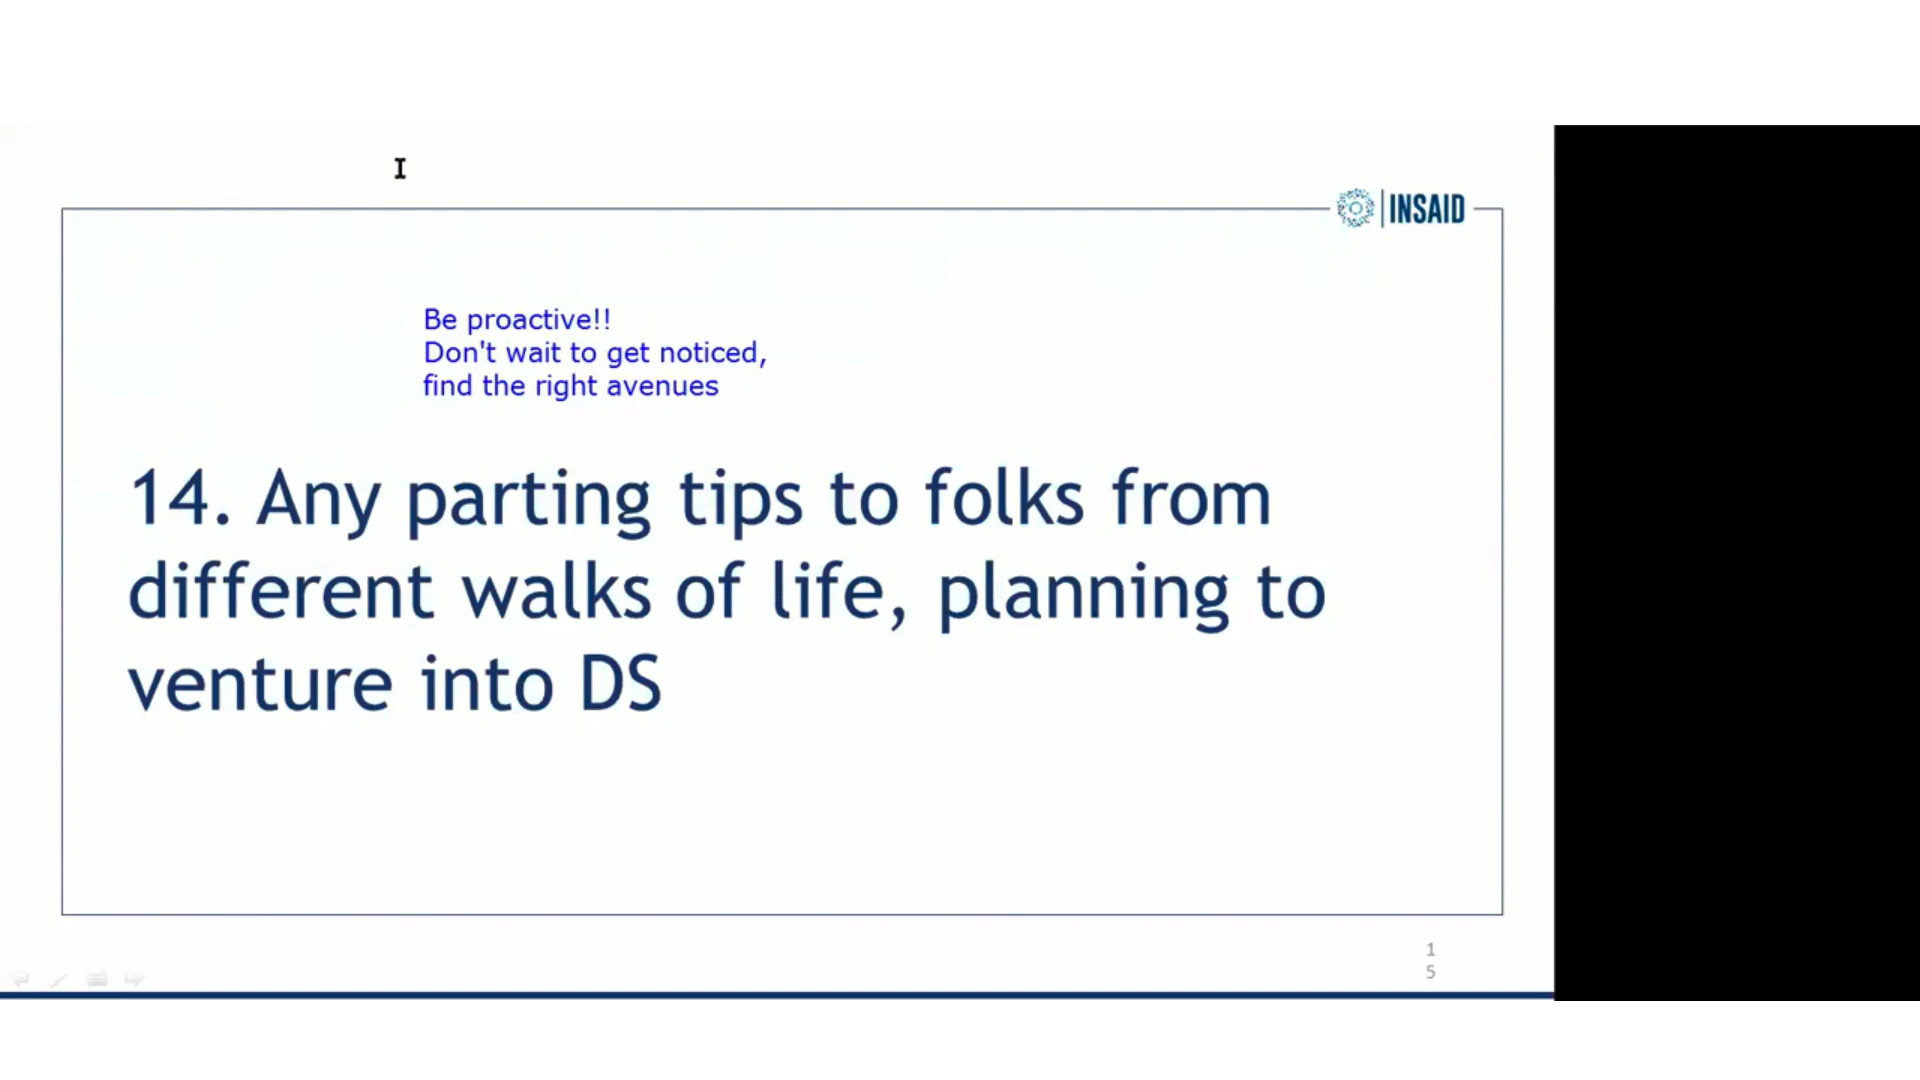 INSAID
Be proactive!!
Don't wait to get noticed,
find the right avenues
14. Any parting tips to folks from
different walks of life, planning to
venture into DS
1
5